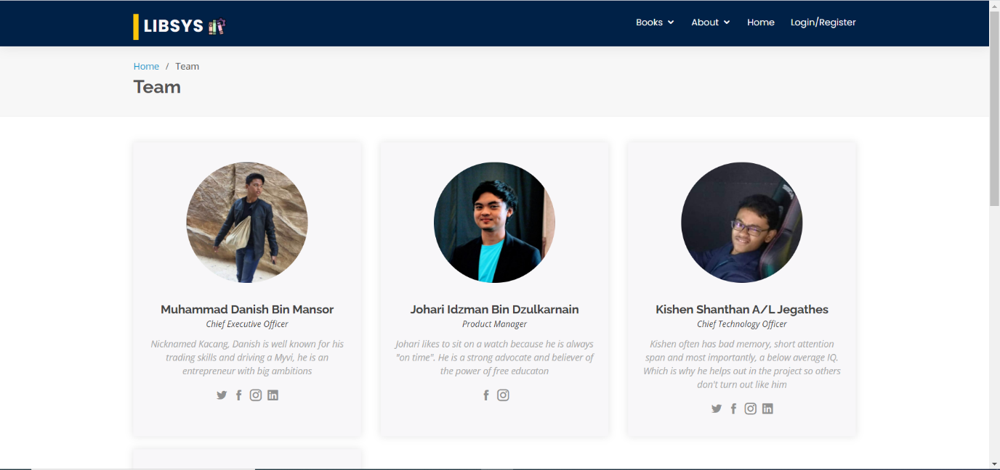 LIBSYS
Books
About
Home
Login/Register
Home / Team
Team
Muhammad Danish Bin Mansor
Chief Executive Officer
Nicknamed Kacang, Danish is well known for his
trading skills and driving a Myvi, he is an
entrepreneur with big ambitions
Johari Idzman Bin Dzulkarnain
Product Manager
Johari likes to sit on a watch because he is always
"on time". He is a strong advocate and believer of
the power of free educaton
Kishen Shanthan A/L Jegathes
Chief Technology Officer
Kishen often has bad memory, short attention
span and most importantly, a below average IQ.
Which is why he helps out in the project so others
don't turn out like him